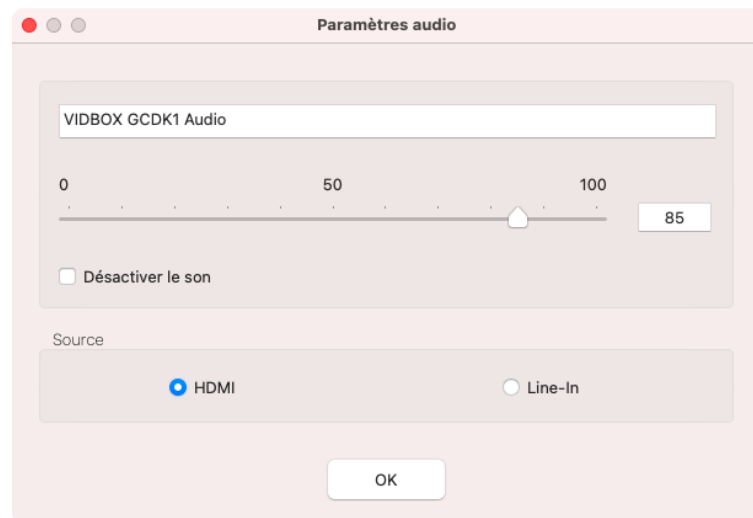 Paramètres audio
VIDBOX GCDK1 Audio
0 50 100
85
Désactiver le son
Source
HDMI Line-In
OK